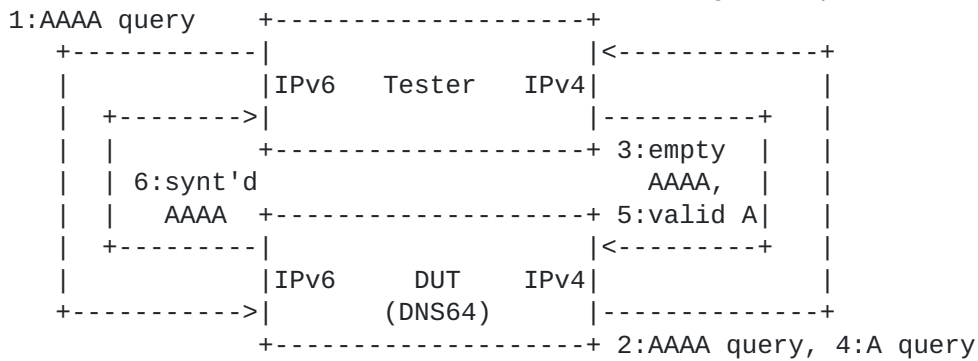 1:AAAA query
IPv6 Tester IPv4
3:empty
6:synt'd AAAA,
AAAA 5:valid A
IPv6 DUT IPv4
(DNS64)
2:AAAA query, 4:A query